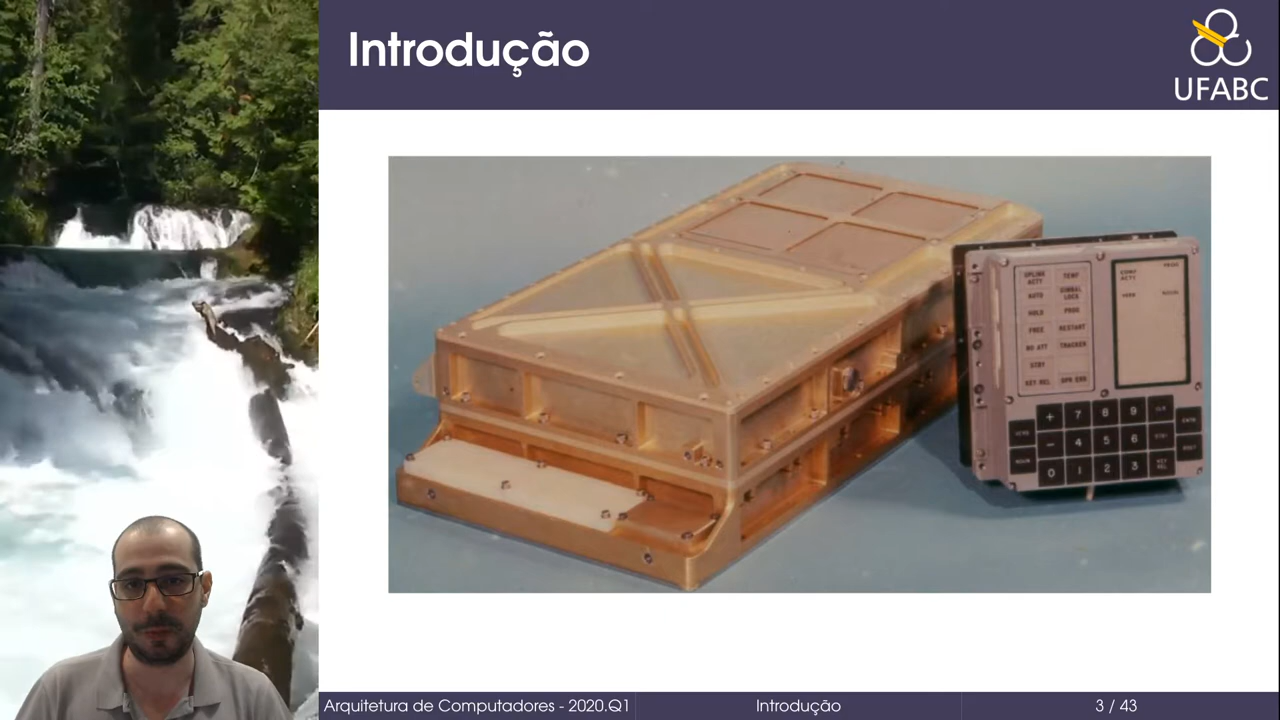 Introdução
UFABC
UPLINK ACTY
TEMP
AUTO
GIMBAL LOCK
HOLD
PROG
FREE
RESTART
NO ATT
TRACKER
STBY
KEY REL
OPR ERR
COMP ACTY
PROG
VERB
NOUN
+ 7 8 9 CLR
VERB
ENTR
- 4 5 6 STBY
NOUN
0 1 2 3 KEY REL
Arquitetura de Computadores - 2020.Q1
Introdução
3 / 43